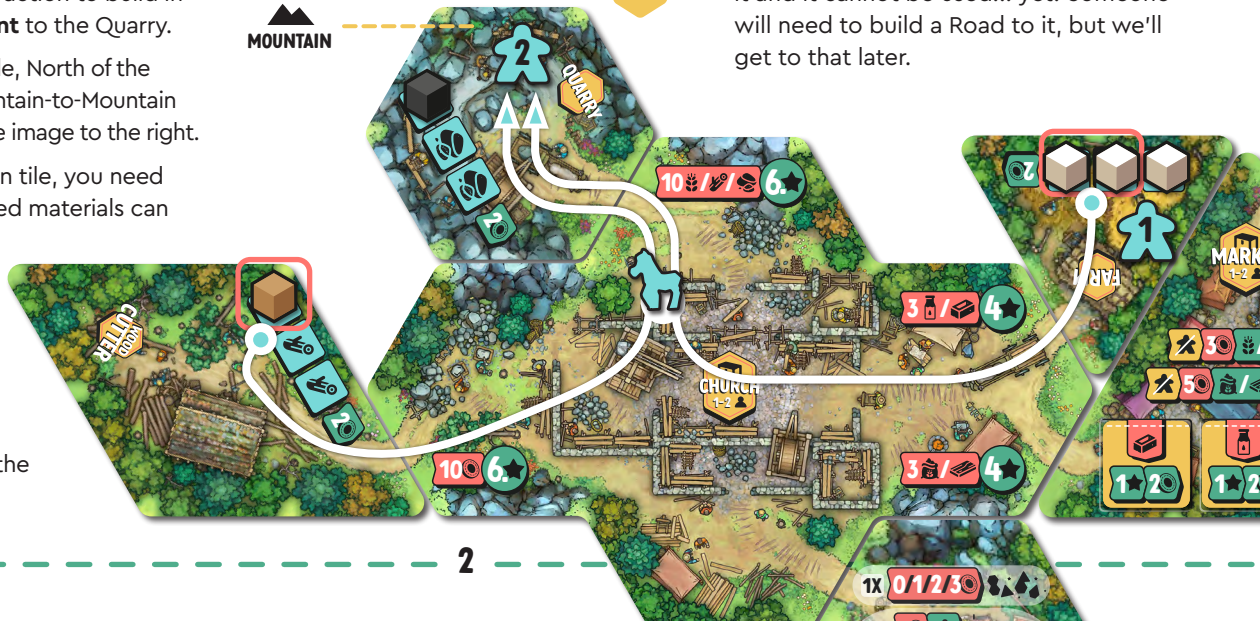 action to build in
nt to the Quarry.
le, North of the
ntain-to-Mountain
e image to the right.
n tile, you need
ed materials can
the
MOUNTAIN
will need to build a Road to it, but we'll
get to that later.
2
QUARRY
2
10 / / 6
2
1
FARM
MARK
1-2
3 / 4
3
5
WOOD
CUTTER
2
CHURCH
1-2
10 6
3 / 4
1 2
1 2
2
1X 0/1/2/3